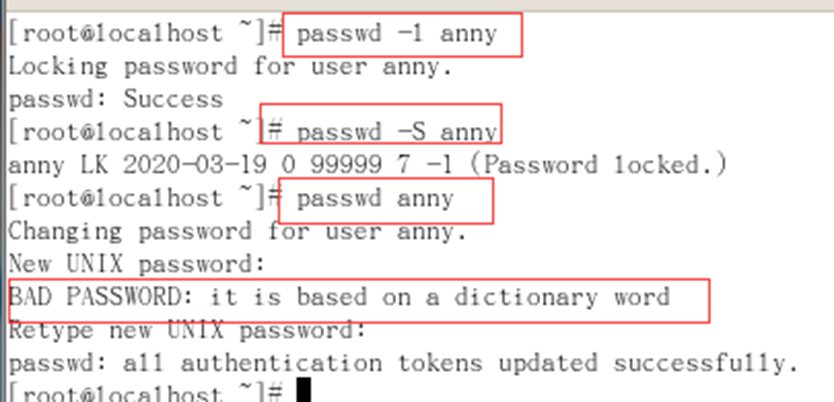 [root@localhost ~]# passwd -l anny
Locking password for user anny.
passwd: Success
[root@localhost ~]# passwd -S anny
anny LK 2020-03-19 0 99999 7 -1 (Password locked.)
[root@localhost ~]# passwd anny
Changing password for user anny.
New UNIX password:
BAD PASSWORD: it is based on a dictionary word
Retype new UNIX password:
passwd: all authentication tokens updated successfully.
[root@localhost ~]#